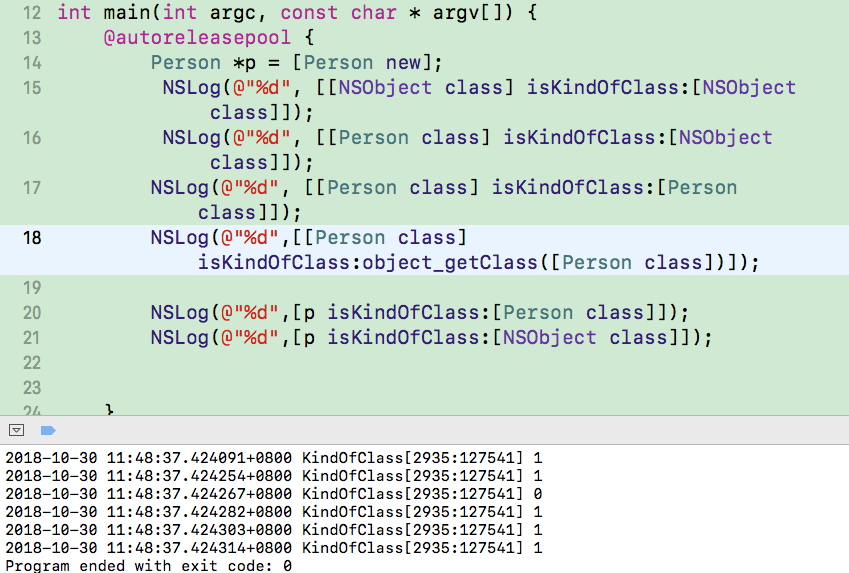 12 int main(int argc, const char * argv[]) {
13 @autoreleasepool {
14 Person *p = [Person new];
15 NSLog(@"%d", [[NSObject class] isKindOfClass:[NSObject
class]]);
16 NSLog(@"%d", [[Person class] isKindOfClass:[NSObject
class]]);
17 NSLog(@"%d", [[Person class] isKindOfClass:[Person
class]]);
18 NSLog(@"%d",[[Person class]
isKindOfClass:object_getClass([Person class])]);
19
20 NSLog(@"%d",[p isKindOfClass:[Person class]]);
21 NSLog(@"%d",[p isKindOfClass:[NSObject class]]);
22
23
24 }
2018-10-30 11:48:37.424091+0800 KindOfClass[2935:127541] 1
2018-10-30 11:48:37.424254+0800 KindOfClass[2935:127541] 1
2018-10-30 11:48:37.424267+0800 KindOfClass[2935:127541] 0
2018-10-30 11:48:37.424282+0800 KindOfClass[2935:127541] 1
2018-10-30 11:48:37.424303+0800 KindOfClass[2935:127541] 1
2018-10-30 11:48:37.424314+0800 KindOfClass[2935:127541] 1
Program ended with exit code: 0